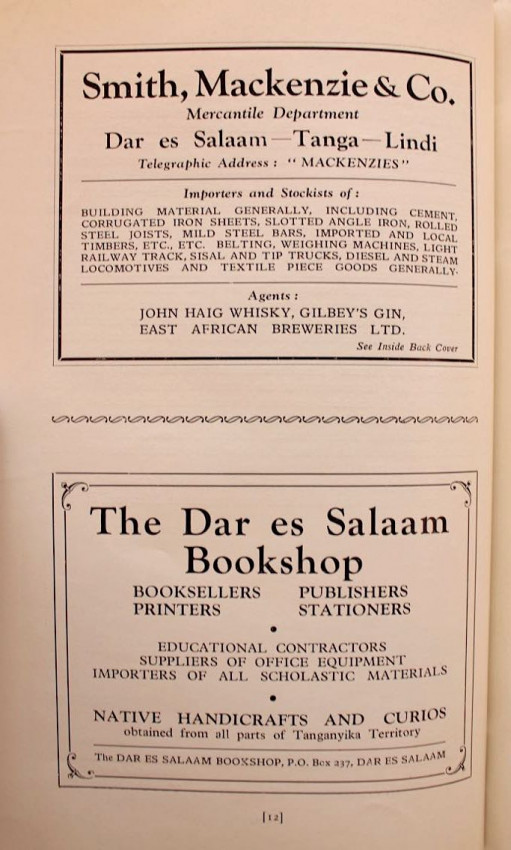 Smith, Mackenzie & Co.
Mercantile Department
Dar es Salaam—Tanga—Lindi
Telegraphic Address : "MACKENZIES"
Importers and Stockists of :
BUILDING MATERIAL GENERALLY, INCLUDING CEMENT,
CORRUGATED IRON SHEETS, SLOTTED ANGLE IRON, ROLLED
STEEL JOISTS, MILD STEEL BARS, IMPORTED AND LOCAL
TIMBERS, ETC., ETC. BELTING, WEIGHING MACHINES, LIGHT
RAILWAY TRACK, SISAL AND TIP TRUCKS, DIESEL AND STEAM
LOCOMOTIVES AND TEXTILE PIECE GOODS GENERALLY.
Agents :
JOHN HAIG WHISKY, GILBEY'S GIN,
EAST AFRICAN BREWERIES LTD.
See Inside Back Cover
The Dar es Salaam
Bookshop
BOOKSELLERS PUBLISHERS
PRINTERS STATIONERS
EDUCATIONAL CONTRACTORS
SUPPLIERS OF OFFICE EQUIPMENT
IMPORTERS OF ALL SCHOLASTIC MATERIALS
NATIVE HANDICRAFTS AND CURIOS
obtained from all parts of Tanganyika Territory
The DAR ES SALAAM BOOKSHOP, P.O. Box 237, DAR ES SALAAM
[12]